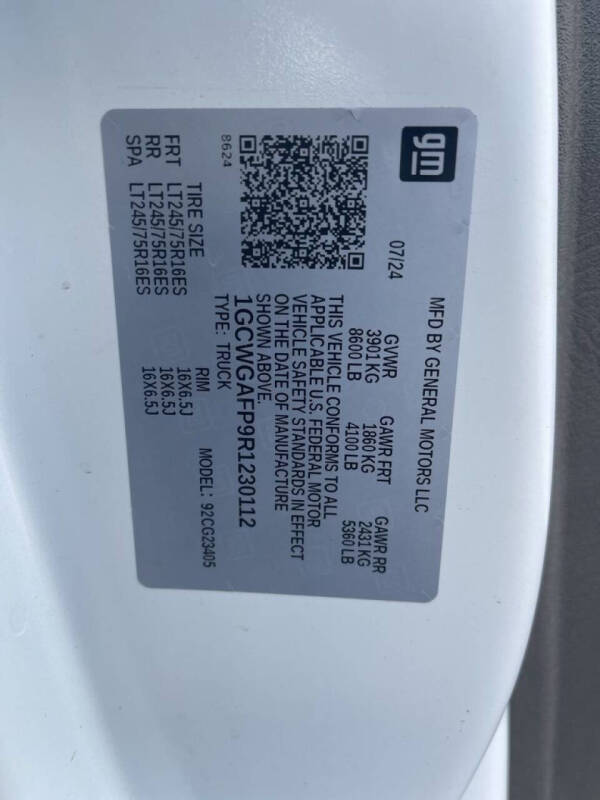 gm
MFD BY GENERAL MOTORS LLC
07/24
GVWR GAWR FRT GAWR RR
3901 KG 1860 KG 2431 KG
8600 LB 4100 LB 5360 LB
THIS VEHICLE CONFORMS TO ALL
APPLICABLE U.S. FEDERAL MOTOR
VEHICLE SAFETY STANDARDS IN EFFECT
ON THE DATE OF MANUFACTURE
SHOWN ABOVE.
1GCWGAFP9R1230112
TYPE: TRUCK MODEL: 92CG23405
8624
TIRE SIZE RIM
FRT LT245/75R16ES 16X6.5J
RR LT245/75R16ES 16X6.5J
SPA LT245/75R16ES 16X6.5J